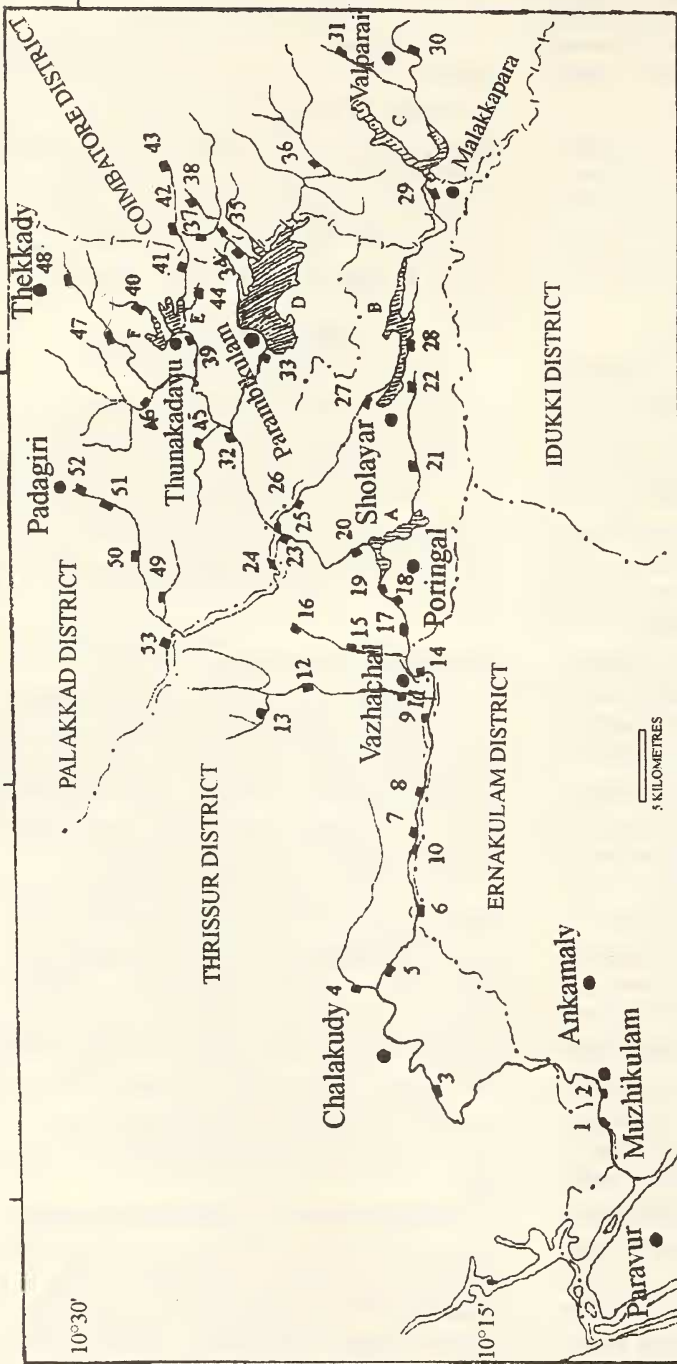 COIMBATORE DISTRICT
Thekkady
48
43
42
38
37
36
31
Valparai
30
C
Malakkapara
29
41
35
34
40
47
F
E
44
D
Thunakadavu
39
Parambikulam
33
B
28
46
45
32
27
22
Padagiri
52
51
26
25
Sholayar
21
IDUKKI DISTRICT
50
49
24
23
20
A
19
18
Poringal
PALAKKAD DISTRICT
53
16
15
17
14
12
13
Vazhachal
9
11
THRISSUR DISTRICT
8
7
10
6
ERNAKULAM DISTRICT
5 KILOMETRES
4
5
Chalakudy
3
Ankamaly
1
2
Muzhikulam
Paravur
10°30'
10°15'